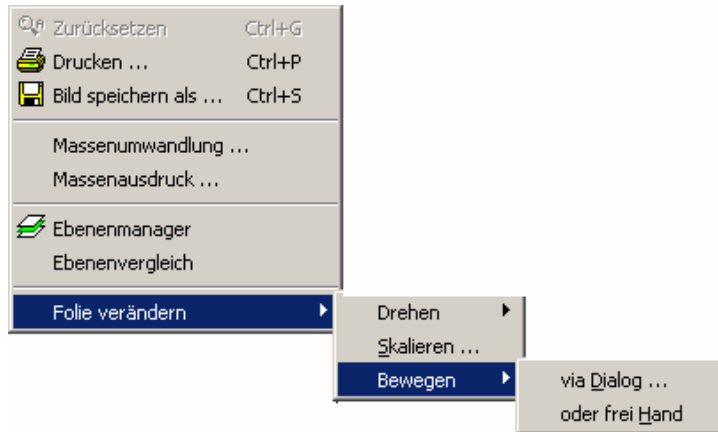 Zurücksetzen Ctrl+G
Drucken ... Ctrl+P
Bild speichern als ... Ctrl+S
Massenumwandlung ...
Massenausdruck ...
Ebenenmanager
Ebenenvergleich
Folie verändern
Drehen
Skalieren ...
Bewegen
via Dialog ...
oder frei Hand